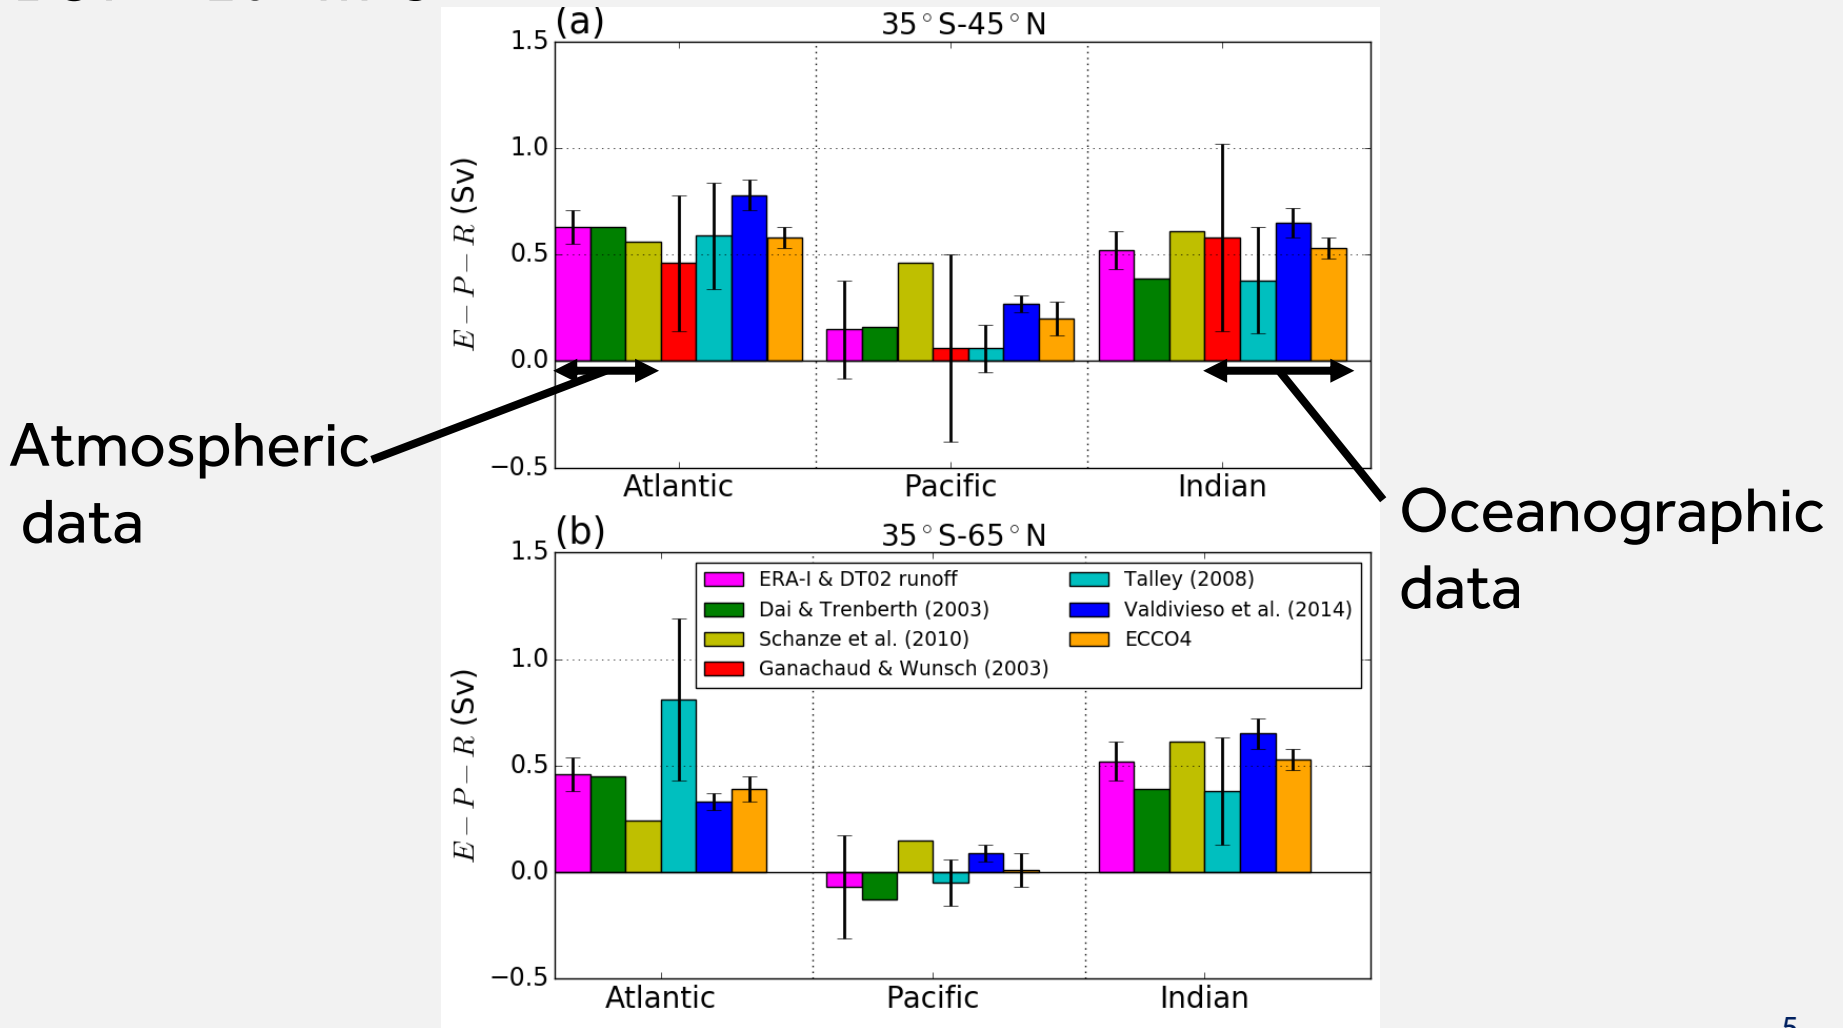 (a)
35°S-45°N
1.5
1.0
0.5
0.0
−0.5
E − P − R (Sv)
Atlantic
Pacific
Indian
Atmospheric
data
Oceanographic
data
(b)
35°S-65°N
1.5
1.0
0.5
0.0
−0.5
E − P − R (Sv)
ERA-I & DT02 runoff
Dai & Trenberth (2003)
Schanze et al. (2010)
Ganachaud & Wunsch (2003)
Talley (2008)
Valdivieso et al. (2014)
ECCO4
Atlantic
Pacific
Indian